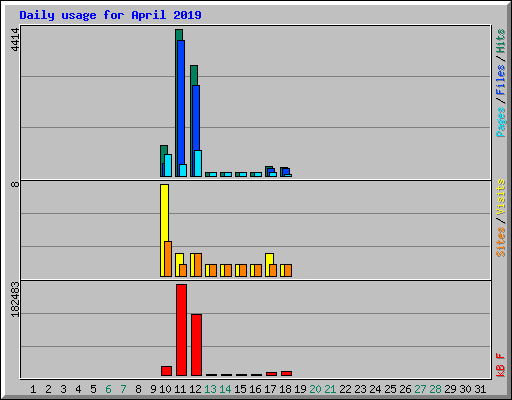 Daily usage for April 2019
4414
Pages / Files / Hits
8
Sites / Visits
182483
kB F
1 2 3 4 5 6 7 8 9 10 11 12 13 14 15 16 17 18 19 20 21 22 23 24 25 26 27 28 29 30 31